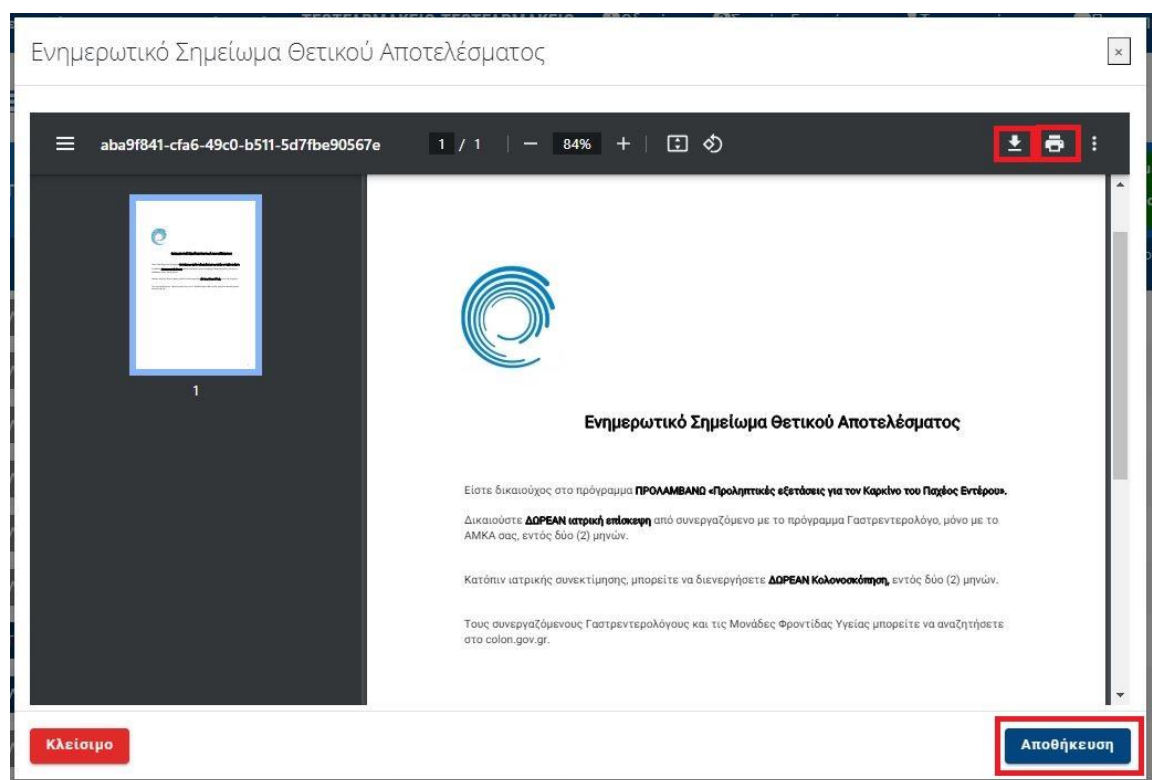 Ενημερωτικό Σημείωμα Θετικού Αποτελέσματος
×
aba9f841-cfa6-49c0-b511-5d7fbe90567e 1 / 1 | − 84% + |
1
Ενημερωτικό Σημείωμα Θετικού Αποτελέσματος
Είστε δικαιούχος στο πρόγραμμα ΠΡΟΛΑΜΒΑΝΩ «Προληπτικές εξετάσεις για τον Καρκίνο του Παχέος Εντέρου».
Δικαιούστε ΔΩΡΕΑΝ ιατρική επίσκεψη από συνεργαζόμενο με το πρόγραμμα Γαστρεντερολόγο, μόνο με το
ΑΜΚΑ σας, εντός δύο (2) μηνών.
Κατόπιν ιατρικής συνεκτίμησης, μπορείτε να διενεργήσετε ΔΩΡΕΑΝ Κολονοσκόπηση, εντός δύο (2) μηνών.
Τους συνεργαζόμενους Γαστρεντερολόγους και τις Μονάδες Φροντίδας Υγείας μπορείτε να αναζητήσετε
στο colon.gov.gr.
Κλείσιμο
Αποθήκευση